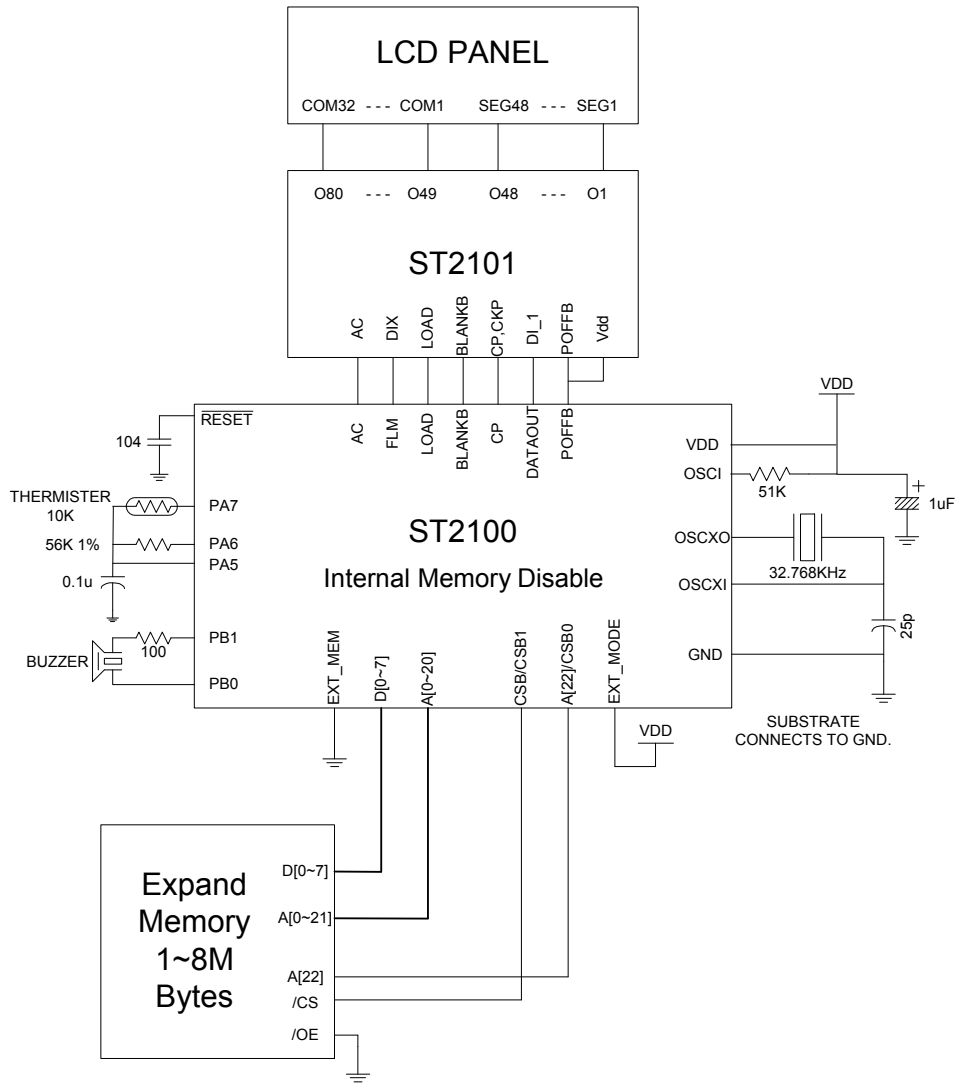 LCD PANEL
COM32 - - - COM1 SEG48 - - - SEG1
O80 - - - O49 O48 - - - O1
ST2101
AC DIX LOAD BLANKB CP,CKP DI_1 POFFB Vdd
AC FLM LOAD BLANKB CP DATAOUT POFFB
RESET
104
THERMISTER
10K
PA7
56K 1%
PA6
PA5
0.1u
PB1
100
BUZZER
PB0
ST2100
Internal Memory Disable
VDD
VDD
OSCI
51K
+
1uF
OSCXO
32.768KHz
OSCXI
25p
GND
EXT_MEM D[0~7] A[0~20] CSB/CSB1 A[22]/CSB0 EXT_MODE
VDD
SUBSTRATE
CONNECTS TO GND.
Expand
Memory
1~8M
Bytes
D[0~7]
A[0~21]
A[22]
/CS
/OE